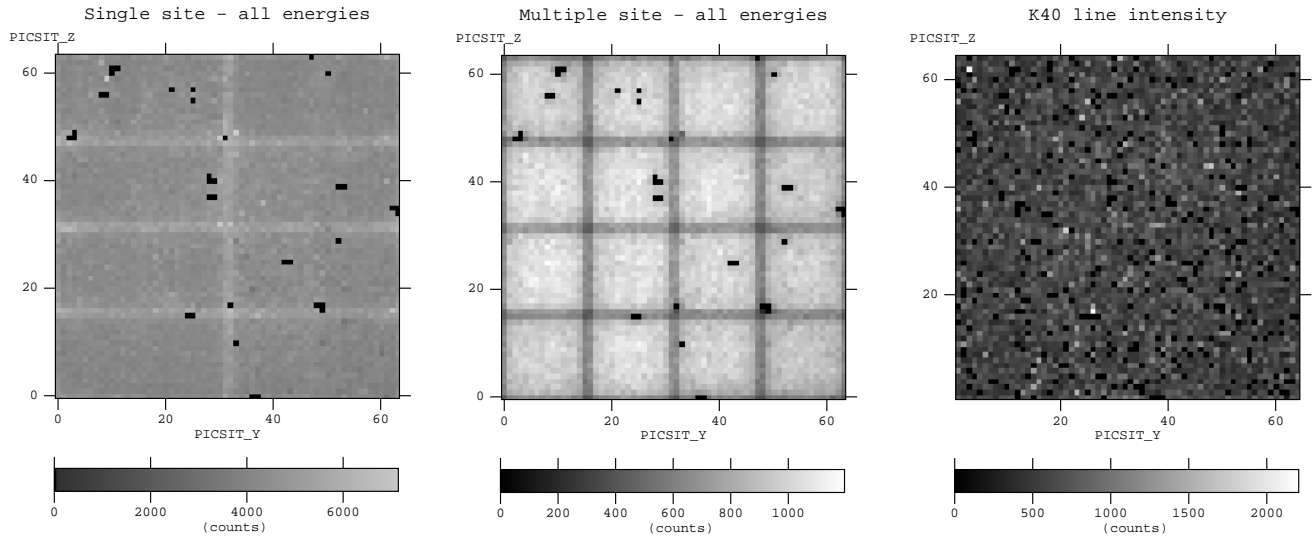 Single site - all energies
PICSIT_Z
60
40
20
0
0 20 40 60
PICSIT_Y
0 2000 4000 6000
(counts)
Multiple site - all energies
PICSIT_Z
60
40
20
0
0 20 40 60
PICSIT_Y
0 200 400 600 800 1000
(counts)
K40 line intensity
PICSIT_Z
60
40
20
20 40 60
PICSIT_Y
0 500 1000 1500 2000
(counts)